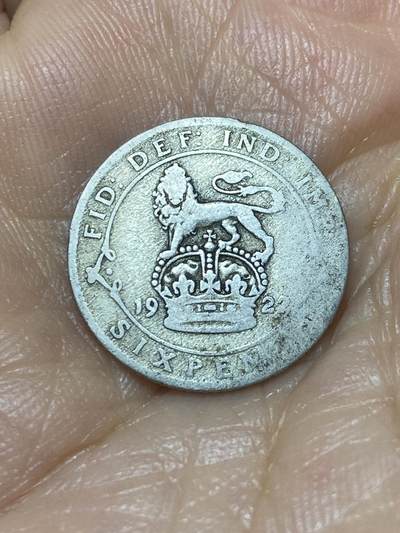 FID: DEF: IND: I
19 2
SIXPEN